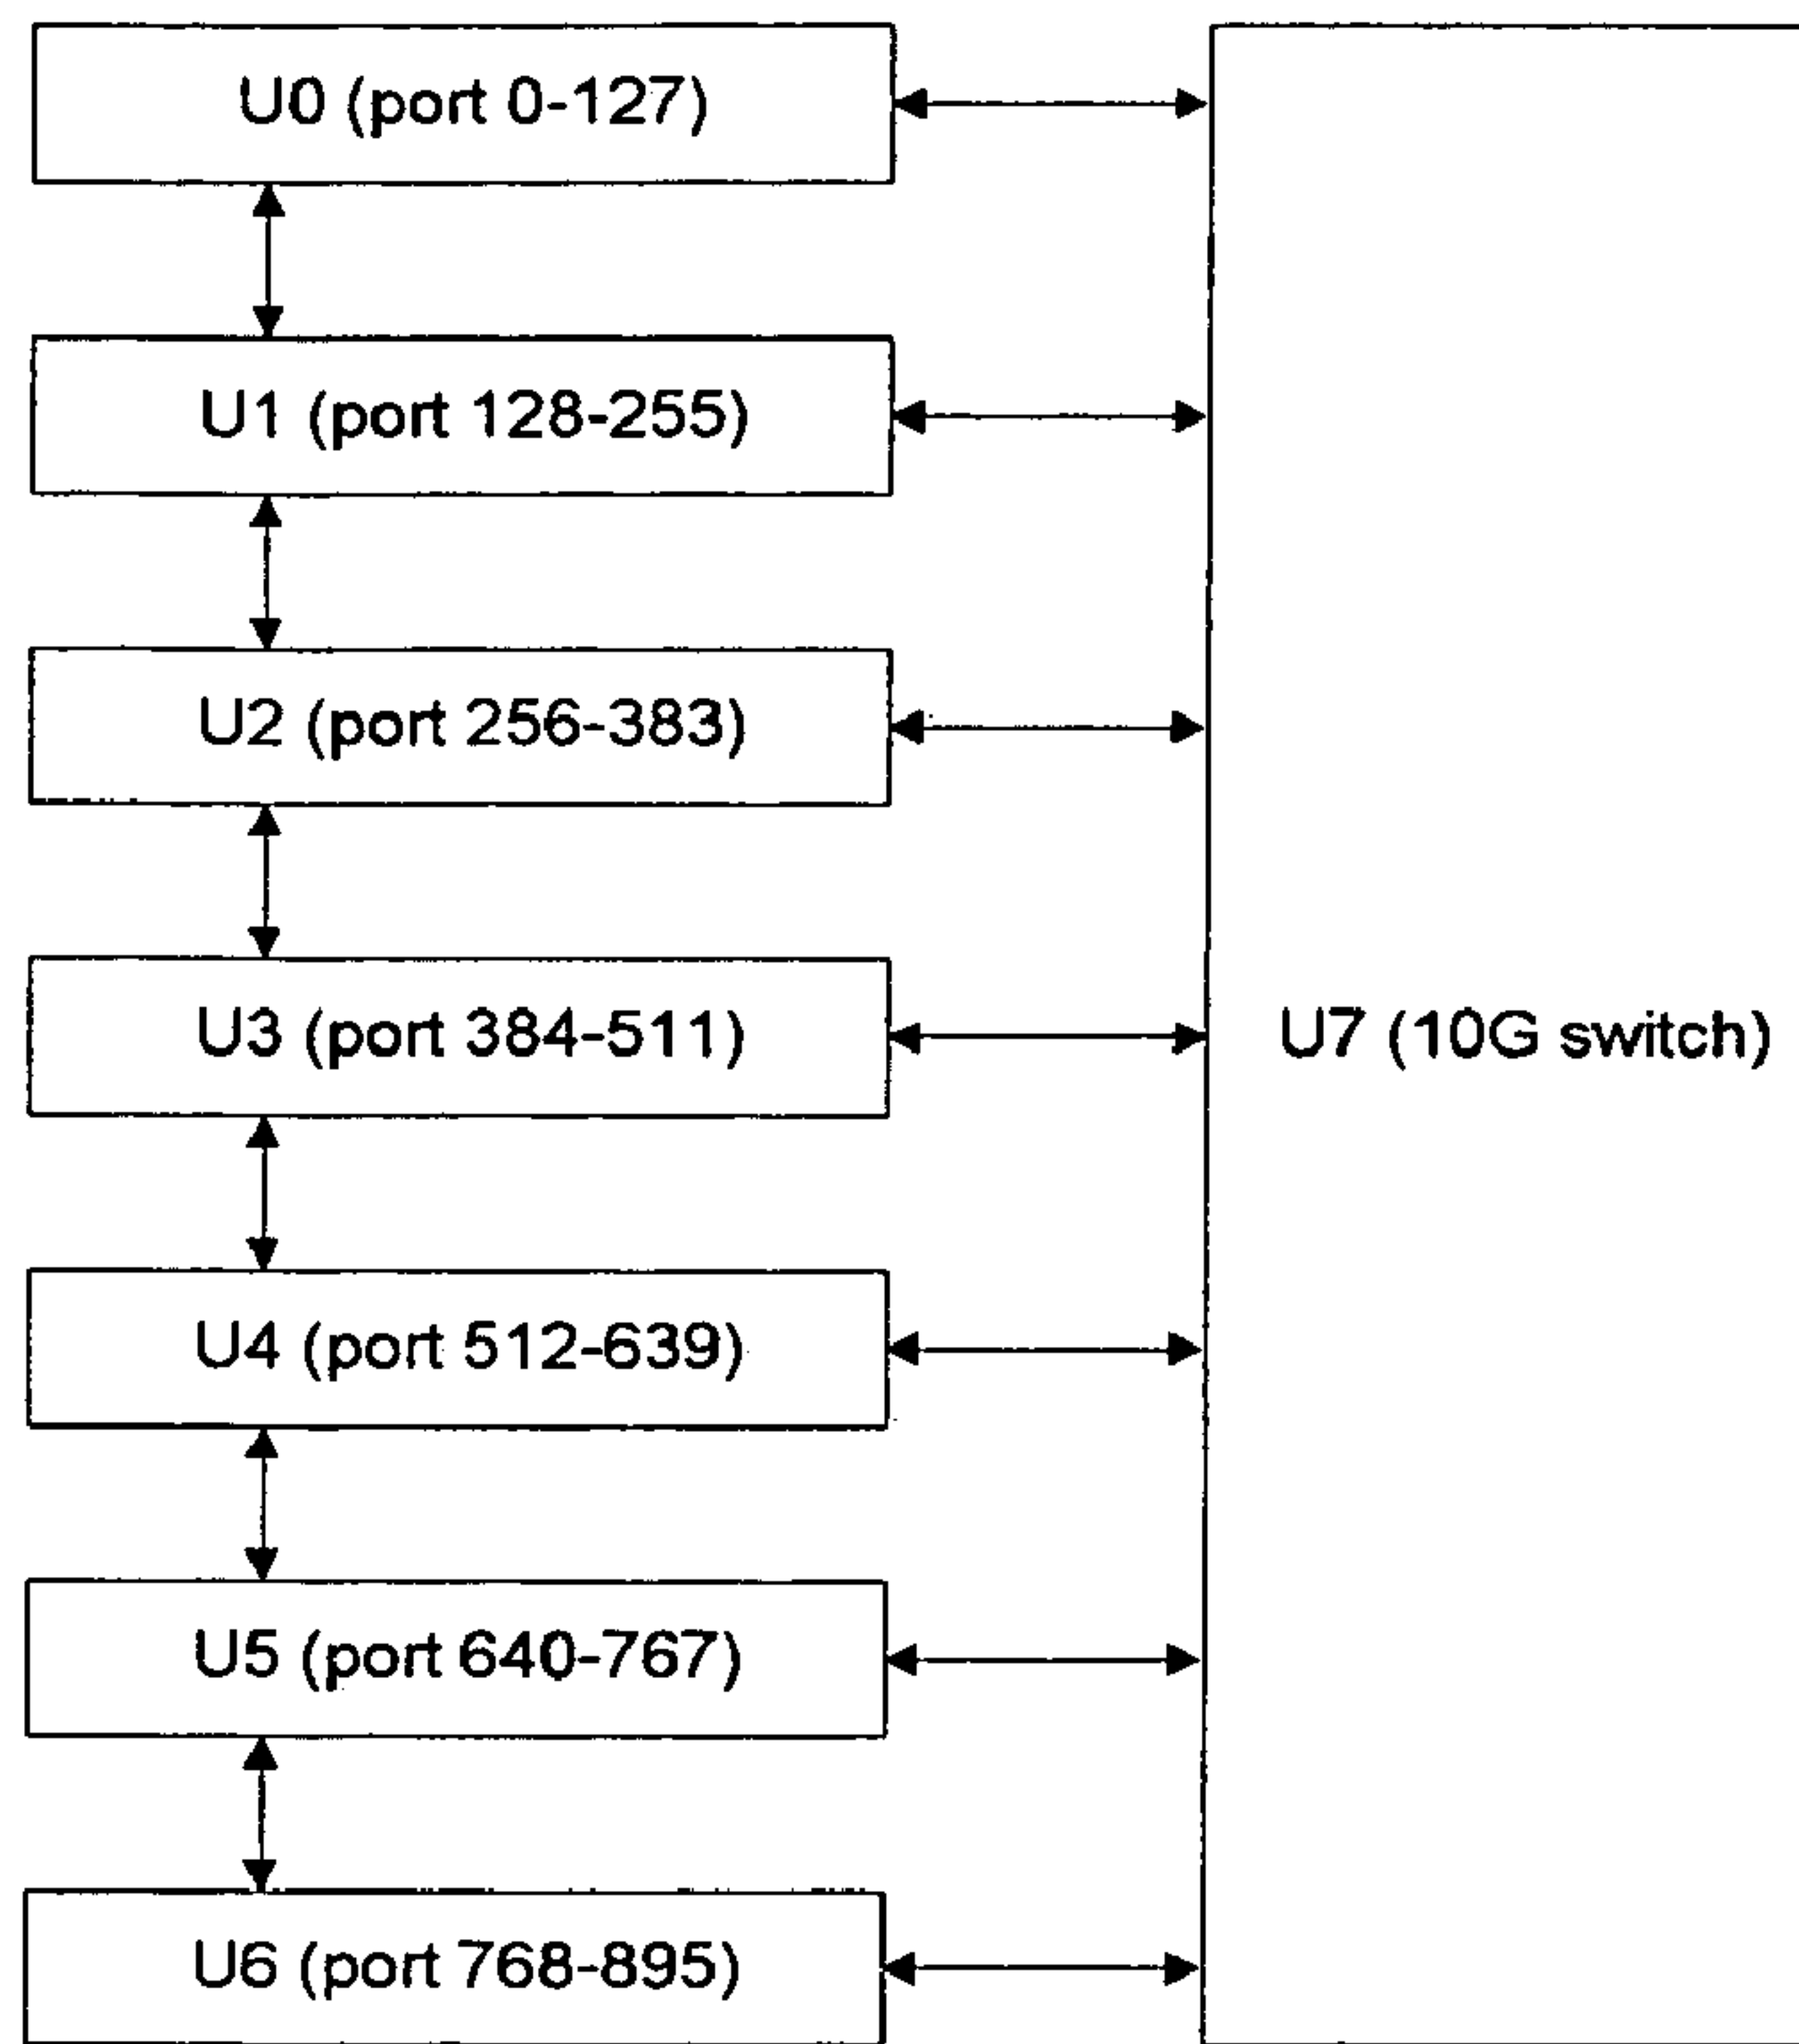 U0 (port 0-127)
U1 (port 128-255)
U2 (port 256-383)
U3 (port 384-511)
U7 (10G switch)
U4 (port 512-639)
U5 (port 640-767)
U6 (port 768-895)